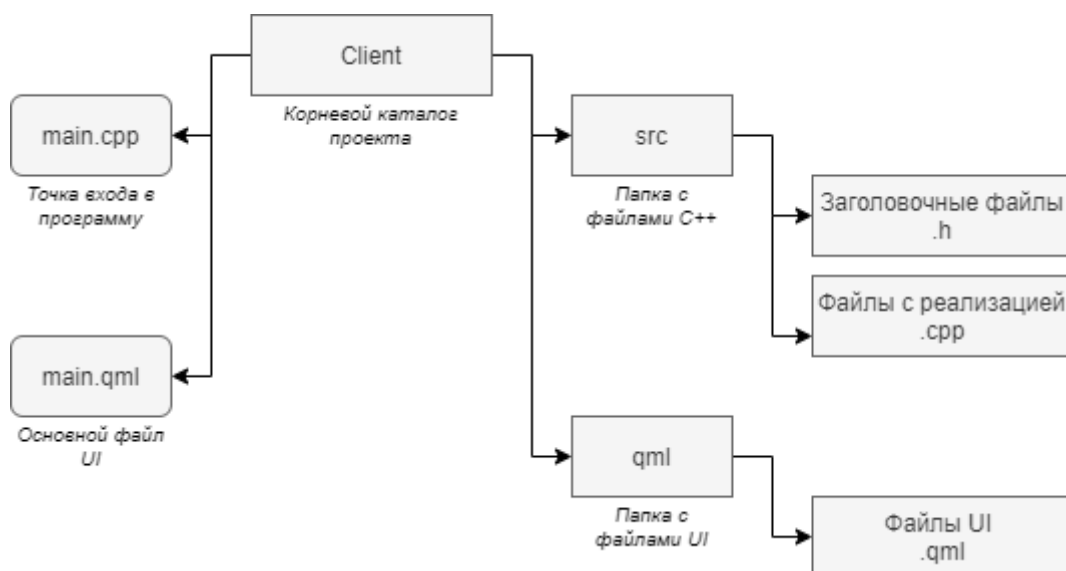 Client
Корневой каталог
проекта
main.cpp
Точка входа в
программу
src
Папка с
файлами C++
Заголовочные файлы
.h
Файлы с реализацией
.cpp
main.qml
Основной файл
UI
qml
Папка с
файлами UI
Файлы UI
.qml